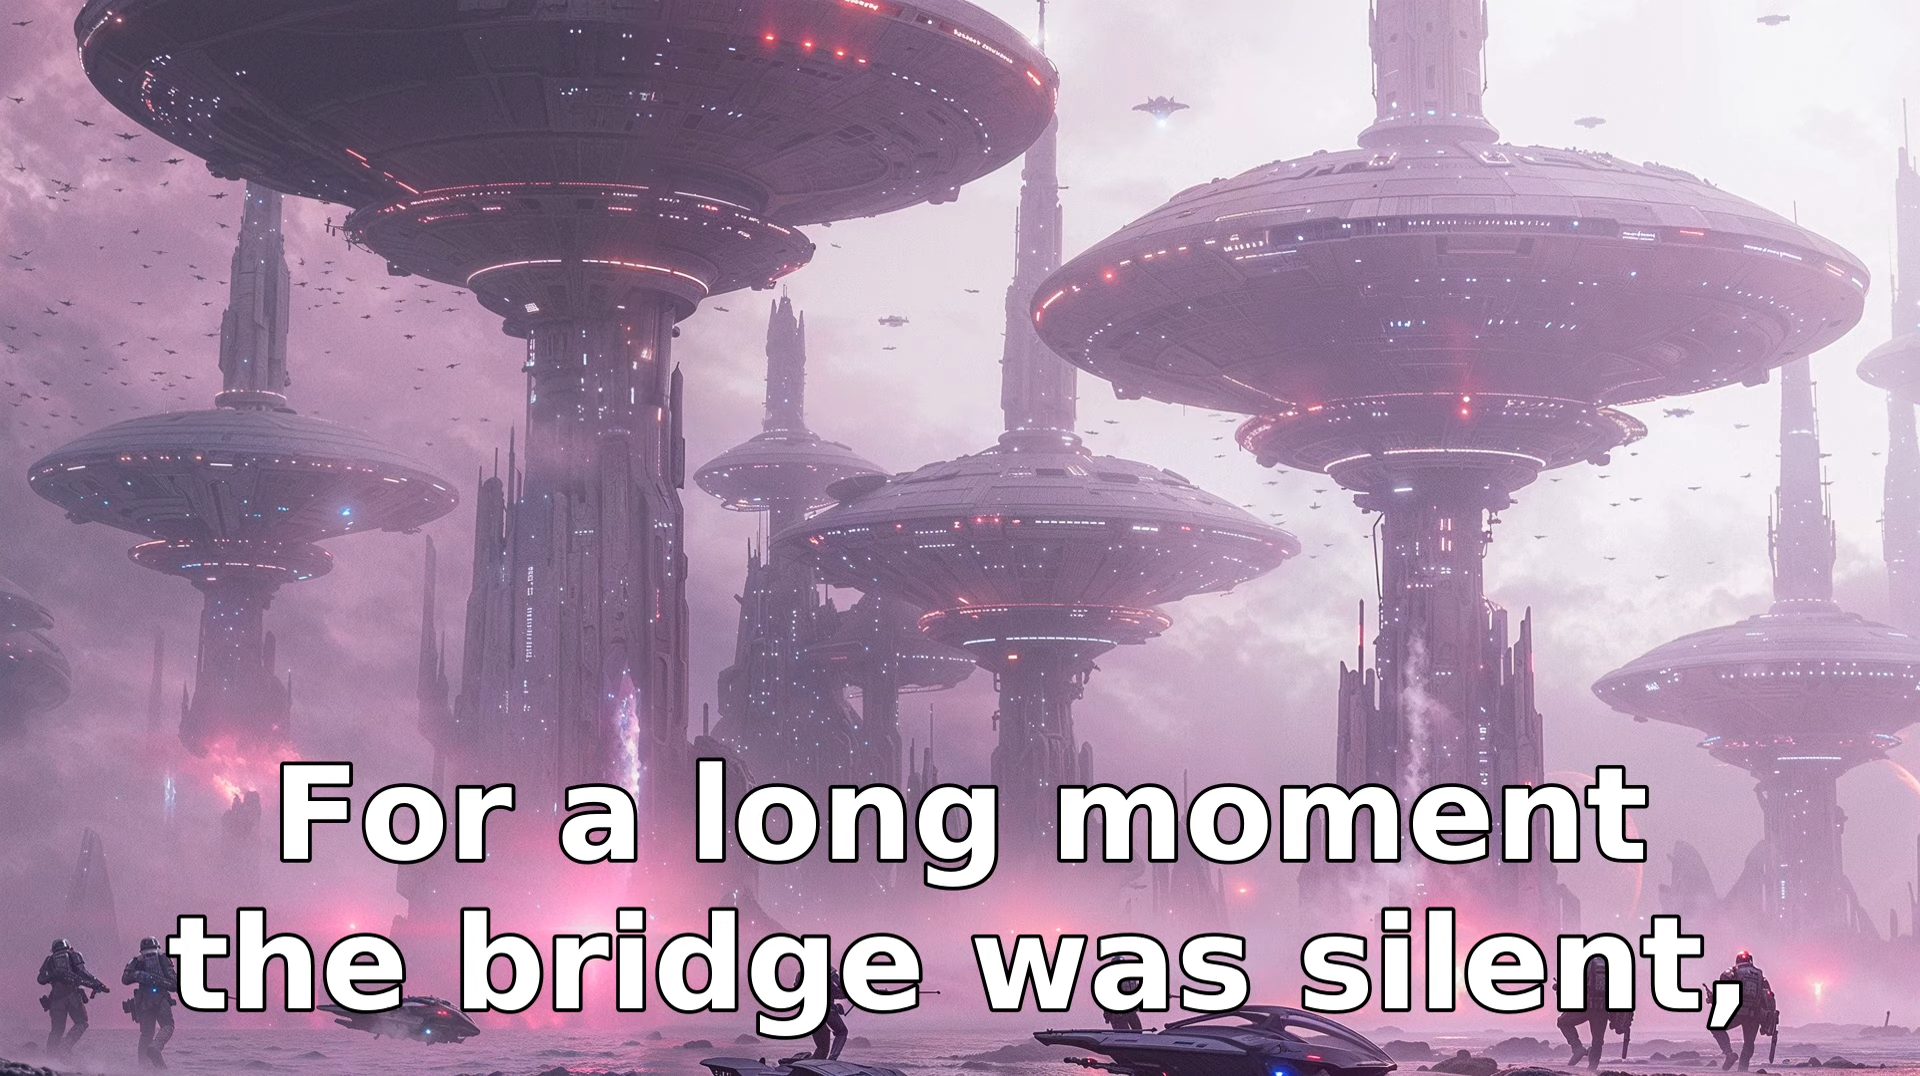 For a long moment
the bridge was silent,